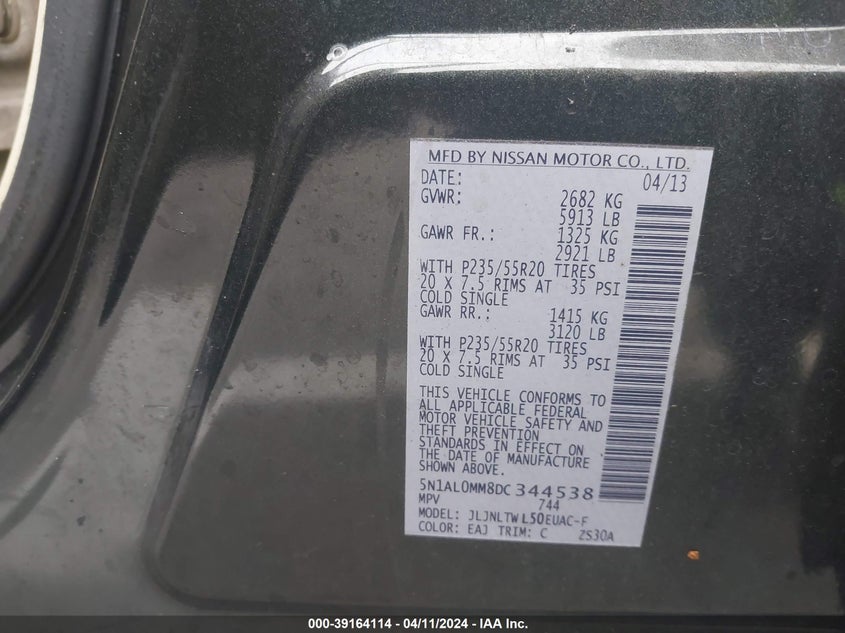 MFD BY NISSAN MOTOR CO., LTD.
DATE: 04/13
GVWR: 2682 KG
5913 LB
GAWR FR.: 1325 KG
2921 LB
WITH P235/55R20 TIRES
20 X 7.5 RIMS AT 35 PSI
COLD SINGLE
GAWR RR.: 1415 KG
3120 LB
WITH P235/55R20 TIRES
20 X 7.5 RIMS AT 35 PSI
COLD SINGLE
THIS VEHICLE CONFORMS TO
ALL APPLICABLE FEDERAL
MOTOR VEHICLE SAFETY AND
THEFT PREVENTION
STANDARDS IN EFFECT ON
THE DATE OF MANUFACTURE
SHOWN ABOVE.
5N1AL0MM8DC344538
MPV 744
MODEL: JLJNLTWL50EUAC-F
COLOR: EAJ TRIM: C ZS30A
000-39164114 - 04/11/2024 - IAA Inc.